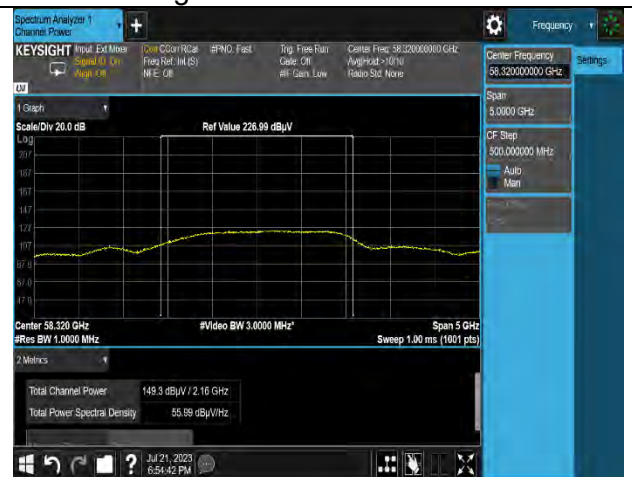 Spectrum Analyzer 1
Channel Power
Frequency
KEYSIGHT Input: Ext Mixer
Signal ID: On
Align: Off
Corr CCorr RCal
Freq Ref: Int (S)
NFE: Off
#PNO: Fast
Trig: Free Run
Gate: Off
#IF Gain: Low
Center Freq: 58.320000000 GHz
Avg|Hold:>10/10
Radio Std: None
1 Graph
Scale/Div 20.0 dB
Ref Value 226.99 dBµV
Log
207
187
167
147
127
107
87.0
67.0
47.0
Center 58.320 GHz
#Video BW 3.0000 MHz*
Span 5 GHz
#Res BW 1.0000 MHz
Sweep 1.00 ms (1001 pts)
2 Metrics
Total Channel Power 149.3 dBµV / 2.16 GHz
Total Power Spectral Density 55.99 dBµV/Hz
Jul 21, 2023
6:54:42 PM
Center Frequency
58.320000000 GHz
Settings
Span
5.0000 GHz
CF Step
500.000000 MHz
Auto
Man